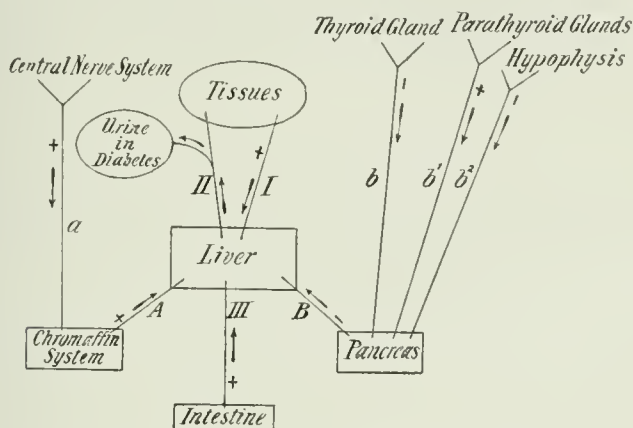 Thyroid Gland
Parathyroid Glands
Hypophysis
Central Nerve System
Tissues
Urine
in
Diabetes
+
-
+
-
+
II
I
b
b'
b²
a
Liver
+
A
III
B
-
Chromaffin
System
+
Pancreas
Intestine